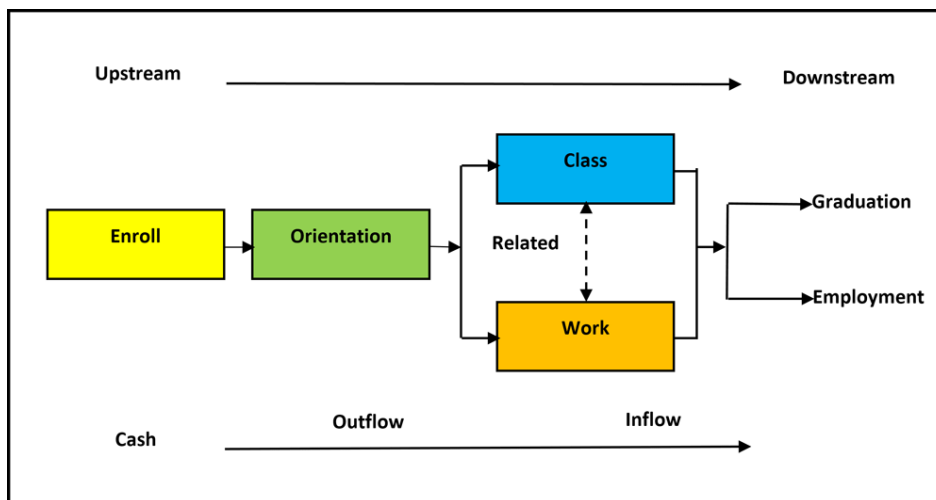 Upstream
Downstream
Class
Graduation
Enroll
Orientation
Related
Employment
Work
Outflow
Inflow
Cash